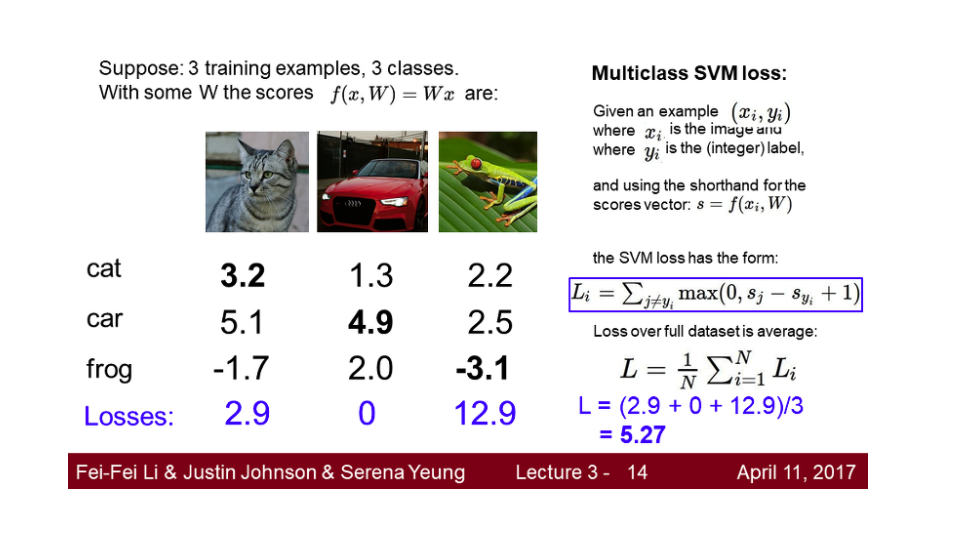 Suppose: 3 training examples, 3 classes.
With some W the scores f(x, W) = Wx are:
cat 3.2 1.3 2.2
car 5.1 4.9 2.5
frog -1.7 2.0 -3.1
Losses: 2.9 0 12.9
Multiclass SVM loss:
Given an example (x_i, y_i)
where x_i is the image and
where y_i is the (integer) label,
and using the shorthand for the
scores vector: s = f(x_i, W)
the SVM loss has the form:
L_i = ∑_{j≠y_i} max(0, s_j − s_{y_i} + 1)
Loss over full dataset is average:
L = 1/N ∑_{i=1}^{N} L_i
L = (2.9 + 0 + 12.9)/3
= 5.27
Fei-Fei Li & Justin Johnson & Serena Yeung Lecture 3 - 14 April 11, 2017